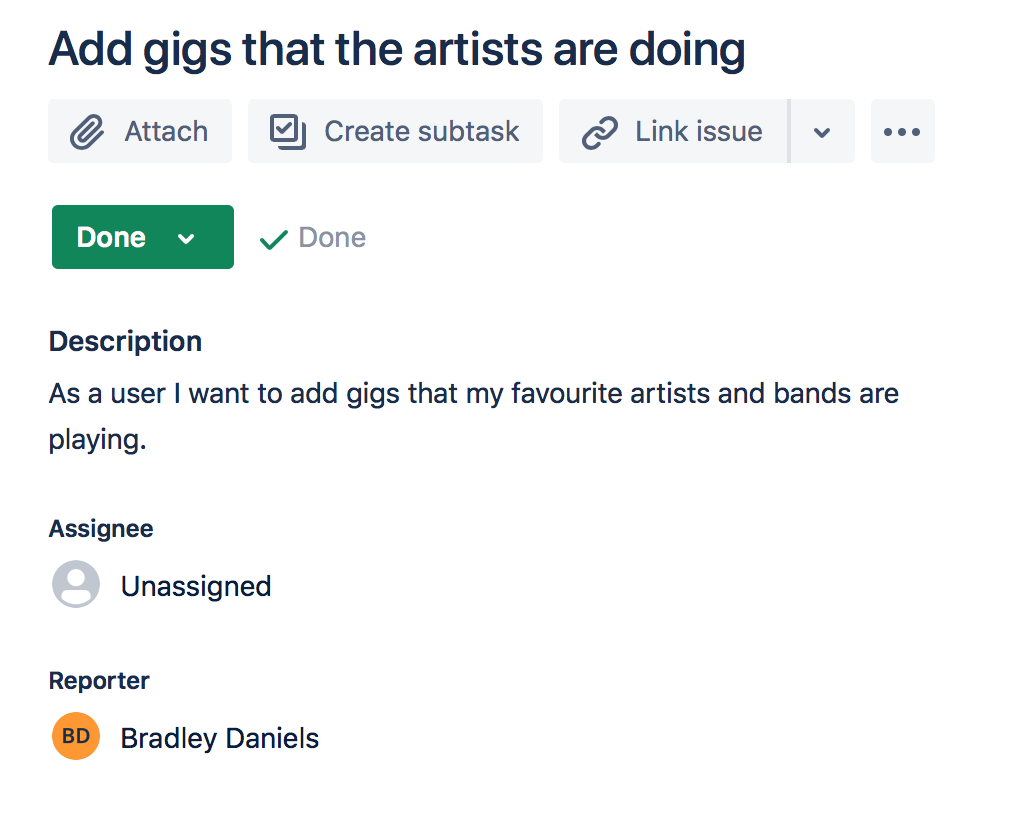 Add gigs that the artists are doing
Attach
Create subtask
Link issue
Done
Done
Description
As a user I want to add gigs that my favourite artists and bands are
playing.
Assignee
Unassigned
Reporter
BD
Bradley Daniels